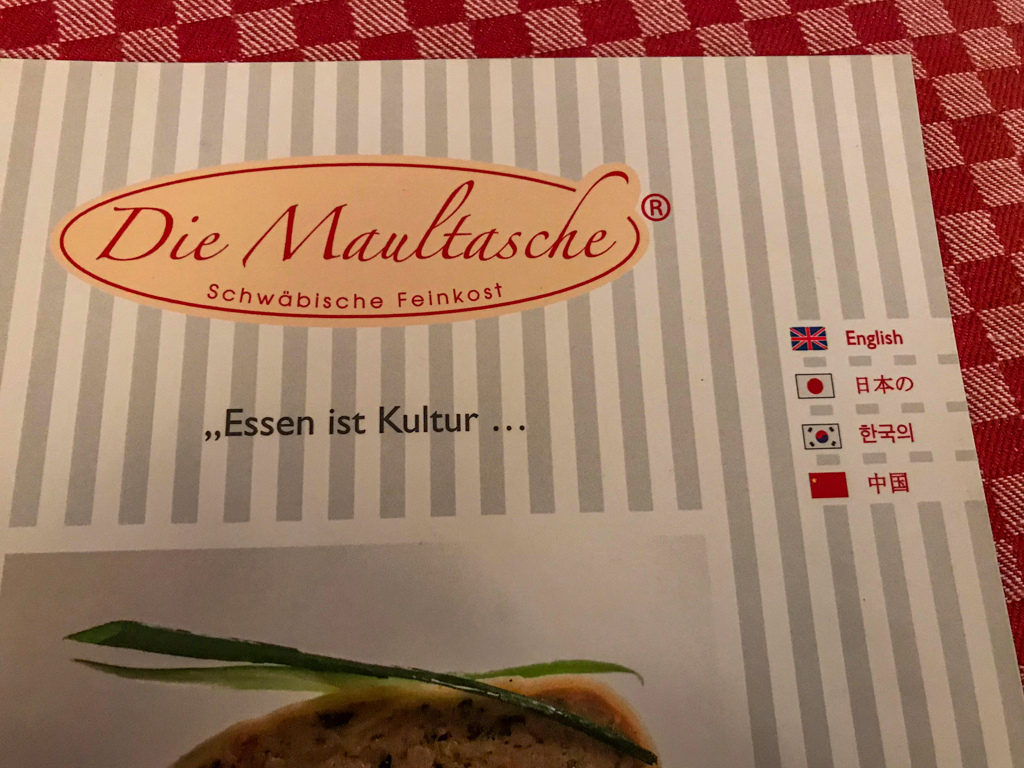 Die Maultasche®
Schwäbische Feinkost
„Essen ist Kultur ...
English
日本の
한국의
中国